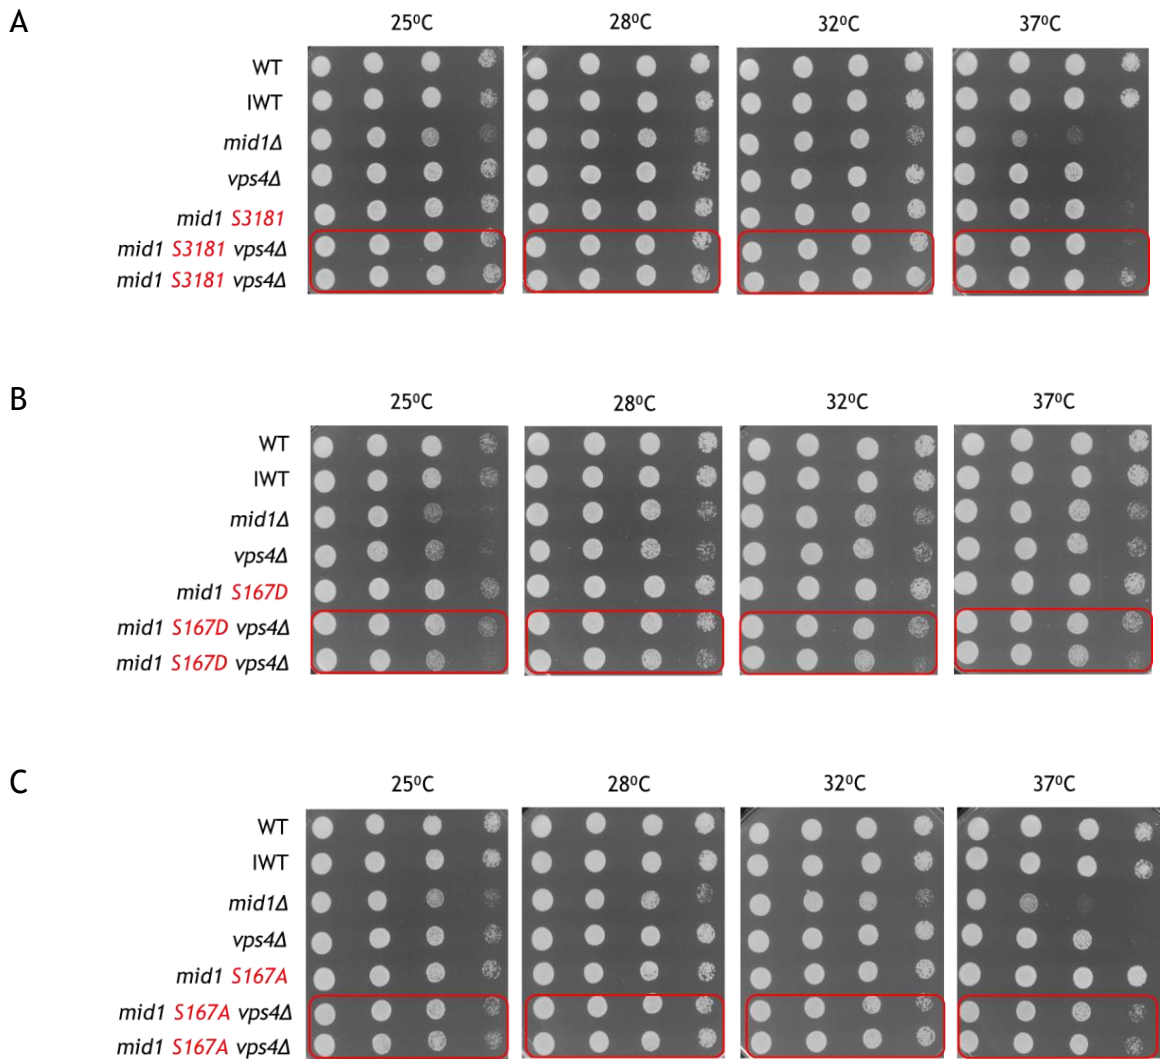 A
25⁰C 28⁰C 32⁰C 37⁰C
WT
IWT
mid1Δ
vps4Δ
mid1 S3181
mid1 S3181 vps4Δ
mid1 S3181 vps4Δ
B
25⁰C 28⁰C 32⁰C 37⁰C
WT
IWT
mid1Δ
vps4Δ
mid1 S167D
mid1 S167D vps4Δ
mid1 S167D vps4Δ
C
25⁰C 28⁰C 32⁰C 37⁰C
WT
IWT
mid1Δ
vps4Δ
mid1 S167A
mid1 S167A vps4Δ
mid1 S167A vps4Δ